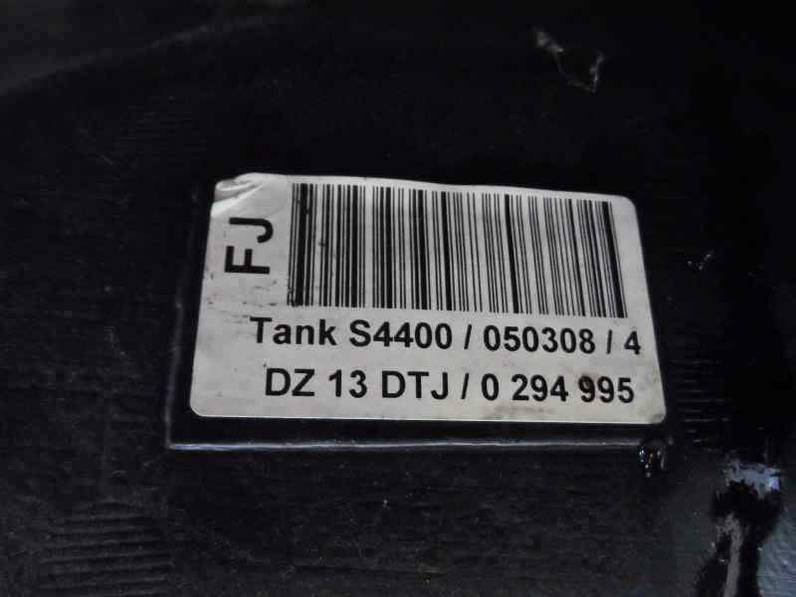 FJ
Tank S4400 / 050308 / 4
DZ 13 DTJ / 0 294 995